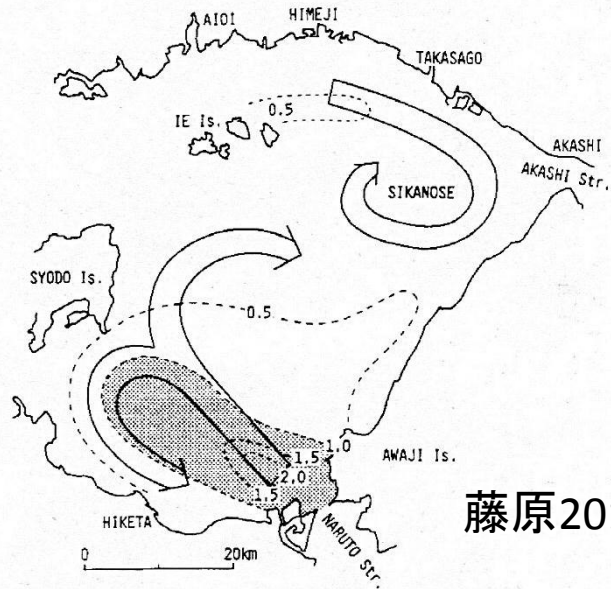 AIOI
HIMEJI
TAKASAGO
0.5
IE Is.
AKASHI
AKASHI Str.
SIKANOSE
SYODO Is.
0.5
1.0
1.5
2.0
1.5
AWAJI Is.
HIKETA
NARUTO Str.
0 20km
藤原20